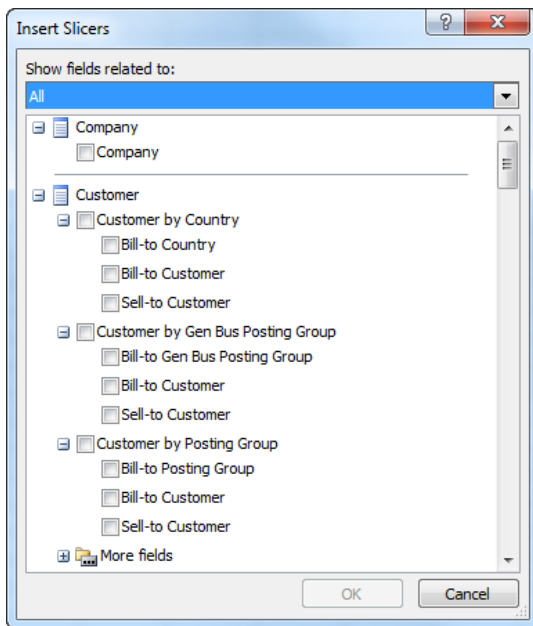 Insert Slicers
Show fields related to:
All
Company
Company
Customer
Customer by Country
Bill-to Country
Bill-to Customer
Sell-to Customer
Customer by Gen Bus Posting Group
Bill-to Gen Bus Posting Group
Bill-to Customer
Sell-to Customer
Customer by Posting Group
Bill-to Posting Group
Bill-to Customer
Sell-to Customer
More fields
OK Cancel